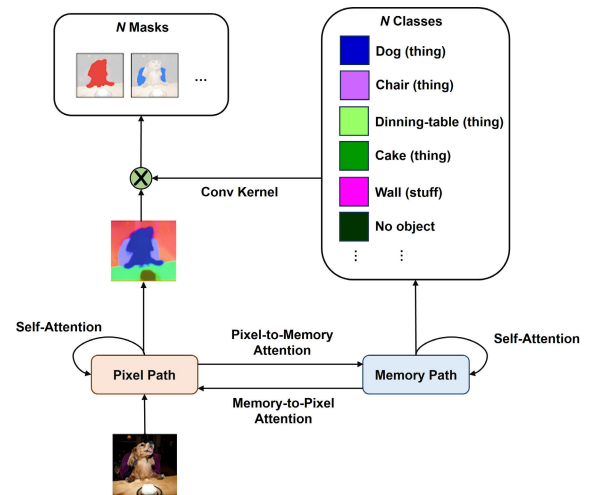 N Masks
...
N Classes
Dog (thing)
Chair (thing)
Dinning-table (thing)
Cake (thing)
Wall (stuff)
No object
Conv Kernel
Self-Attention
Pixel-to-Memory
Attention
Self-Attention
Pixel Path
Memory Path
Memory-to-Pixel
Attention